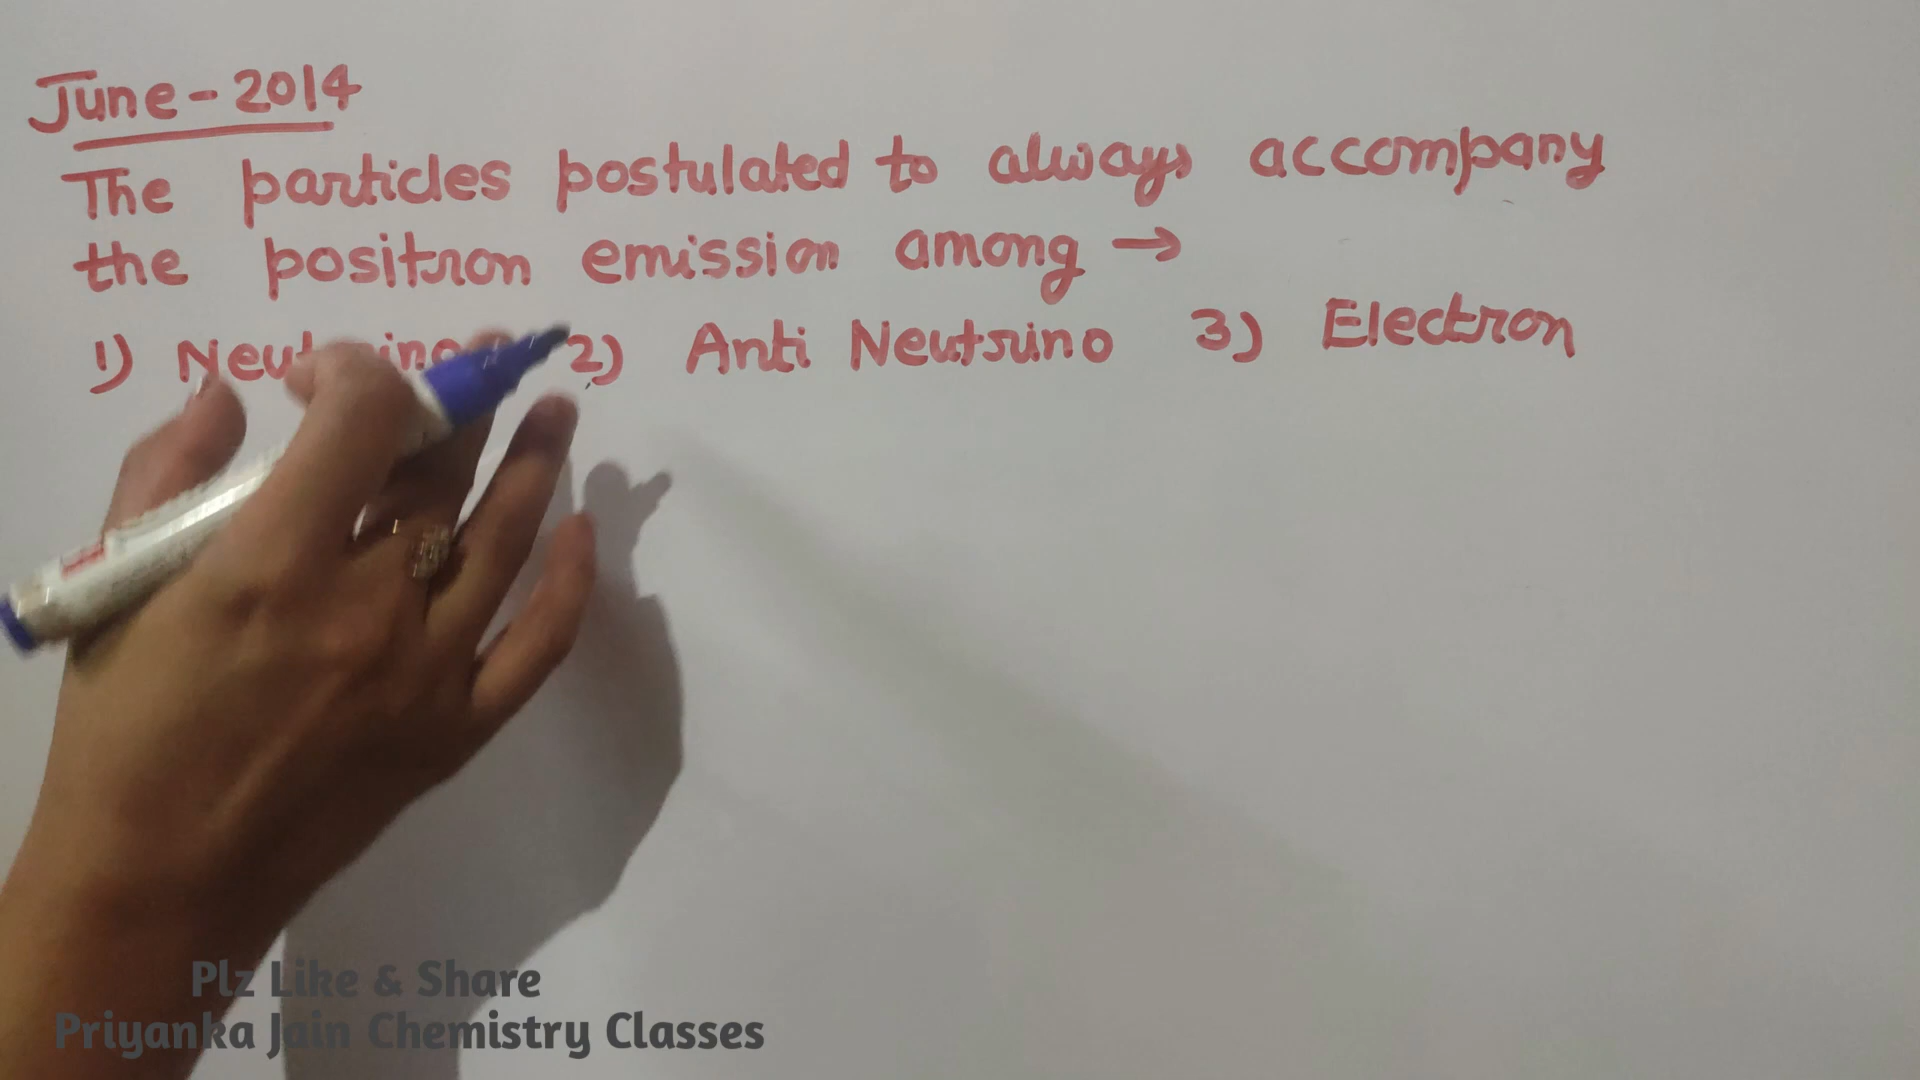 June - 2014
The particles postulated to always accompany
the positron emission among →
1) Neutrino 2) Anti Neutrino 3) Electron
Plz Like & Share
Priyanka Jain Chemistry Classes